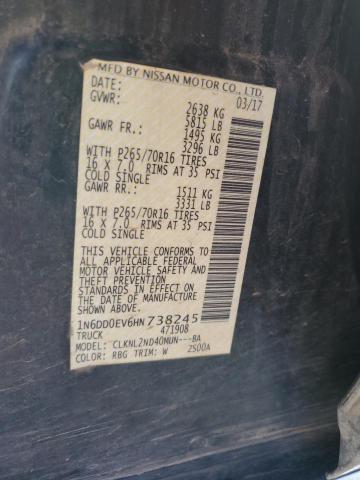 MFD BY NISSAN MOTOR CO., LTD.
DATE: 03/17
GVWR: 2638 KG
5815 LB
GAWR FR.: 1495 KG
3296 LB
WITH P265/70R16 TIRES
16 X 7.0 RIMS AT 35 PSI
COLD SINGLE
GAWR RR.: 1511 KG
3331 LB
WITH P265/70R16 TIRES
16 X 7.0 RIMS AT 35 PSI
COLD SINGLE
THIS VEHICLE CONFORMS TO
ALL APPLICABLE FEDERAL
MOTOR VEHICLE SAFETY AND
THEFT PREVENTION
STANDARDS IN EFFECT ON
THE DATE OF MANUFACTURE
SHOWN ABOVE.
1N6DD0EV6HN738245
TRUCK 471908
MODEL: CLKNL2ND40MUN---BA
COLOR: RBG TRIM: W ZS00A